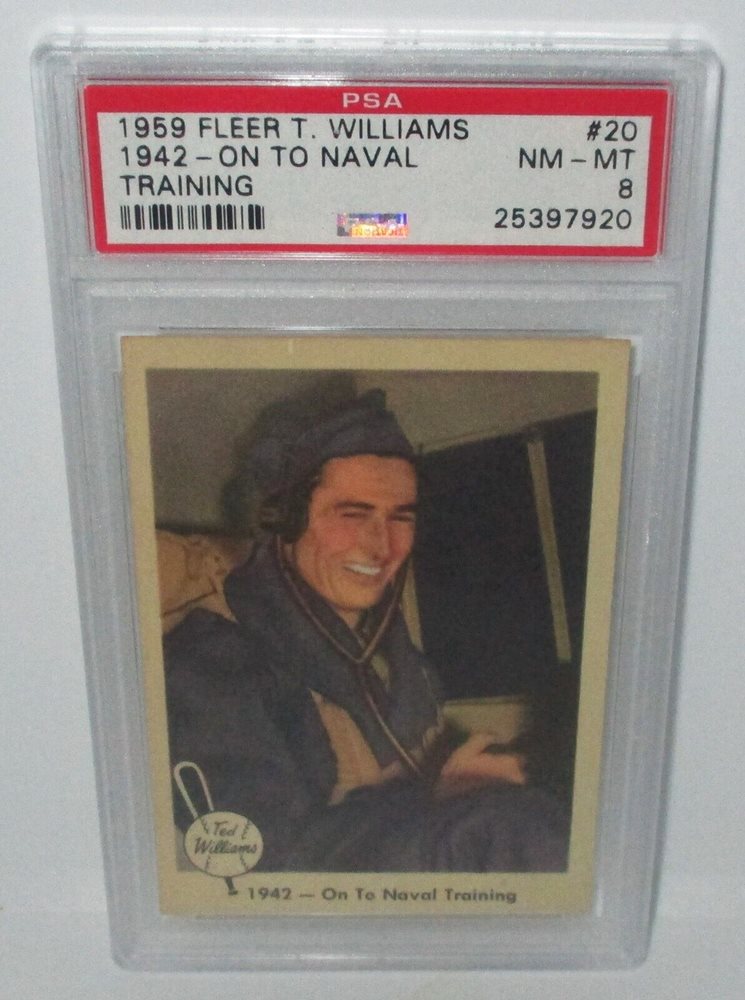 PSA
1959 FLEER T. WILLIAMS #20
1942 – ON TO NAVAL NM – MT
TRAINING 8
25397920
Ted
Williams
1942 — On To Naval Training